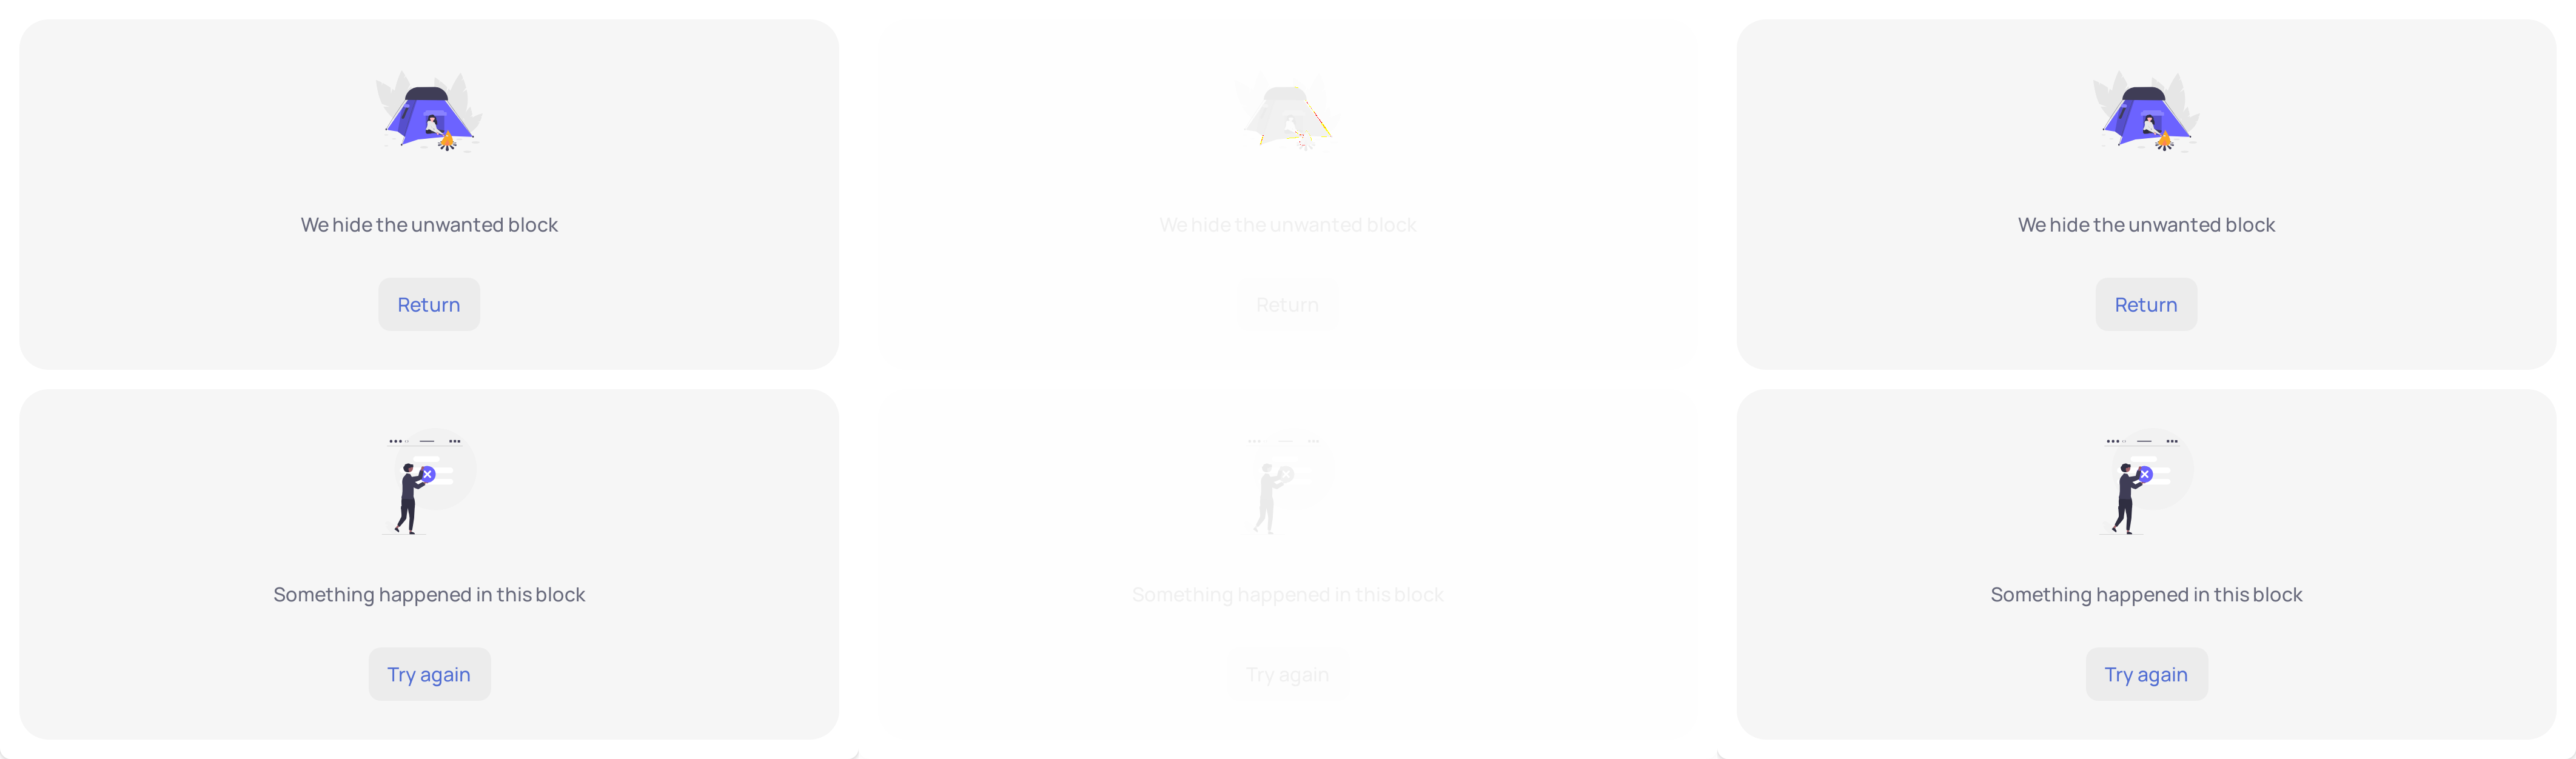 We hide the unwanted block
Return
Something happened in this block
Try again
We hide the unwanted block
Return
Something happened in this block
Try again
We hide the unwanted block
Return
Something happened in this block
Try again